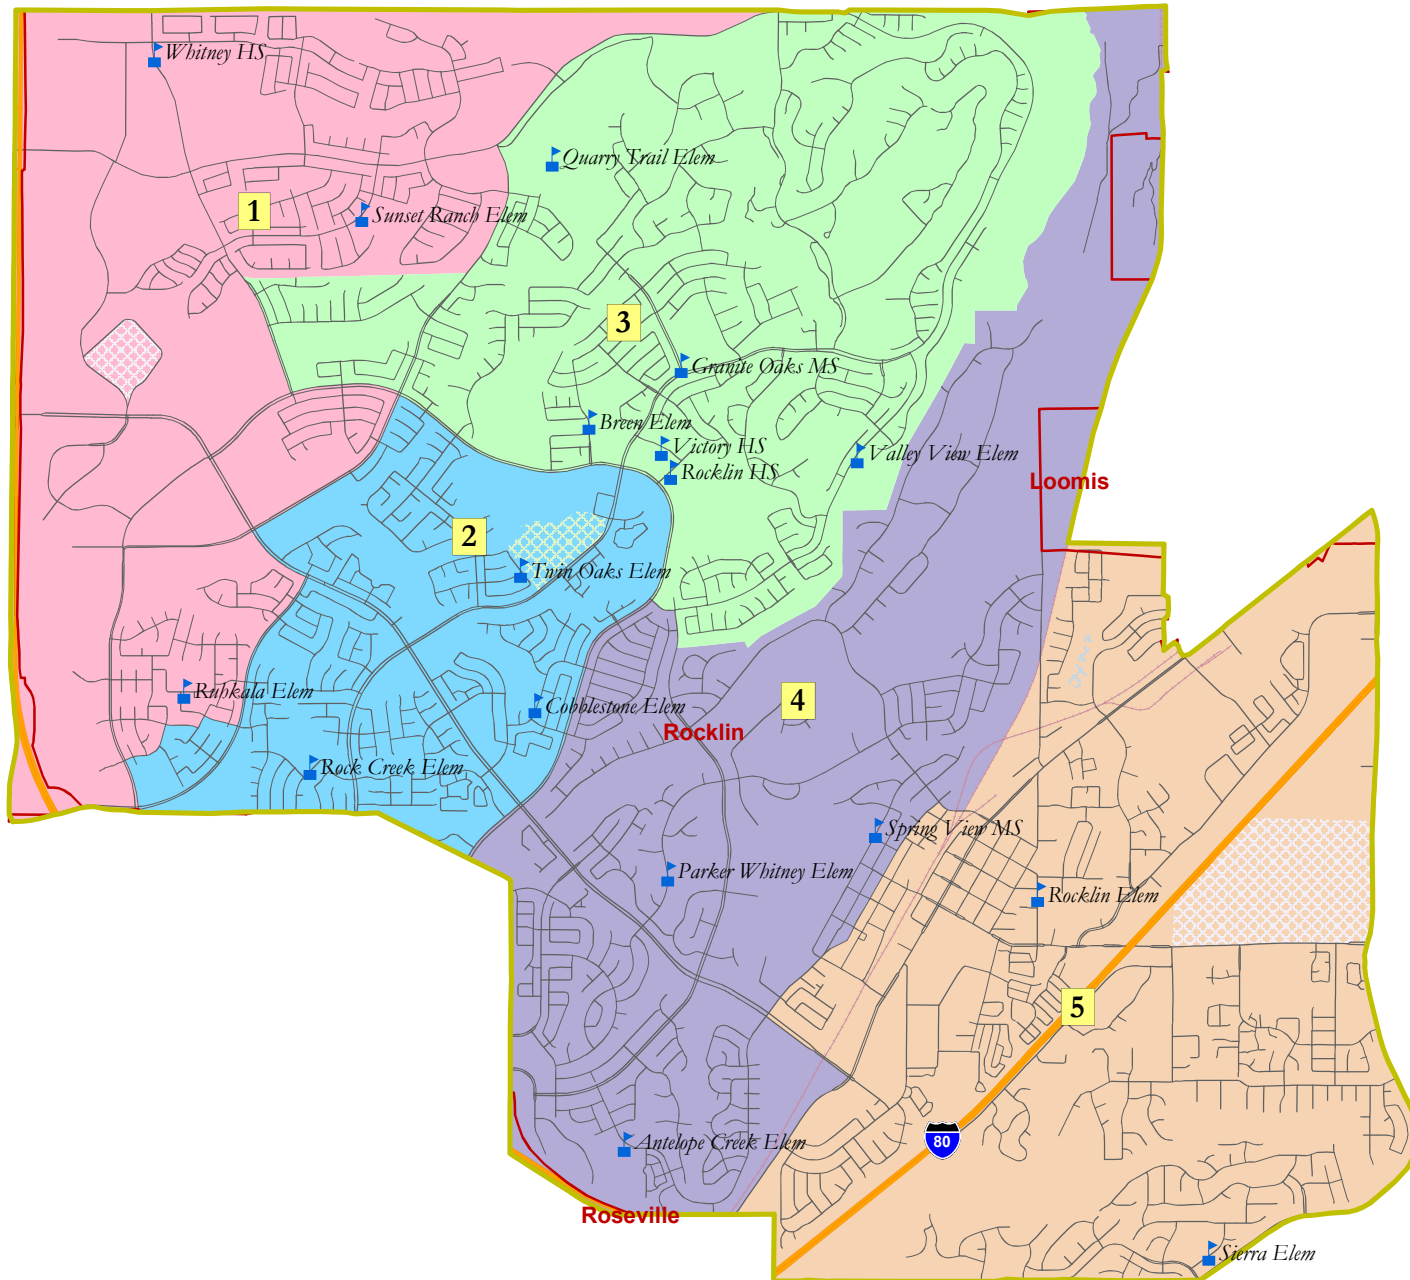 Whitney HS
Quarry Trail Elem
1
Sunset Ranch Elem
3
Granite Oaks MS
Breen Elem
Victory HS
Valley View Elem
Rocklin HS
Loomis
2
Twin Oaks Elem
Ruhkala Elem
4
Cobblestone Elem
Rocklin
Rock Creek Elem
Spring View MS
Parker Whitney Elem
Rocklin Elem
5
80
Antelope Creek Elem
Roseville
Sierra Elem